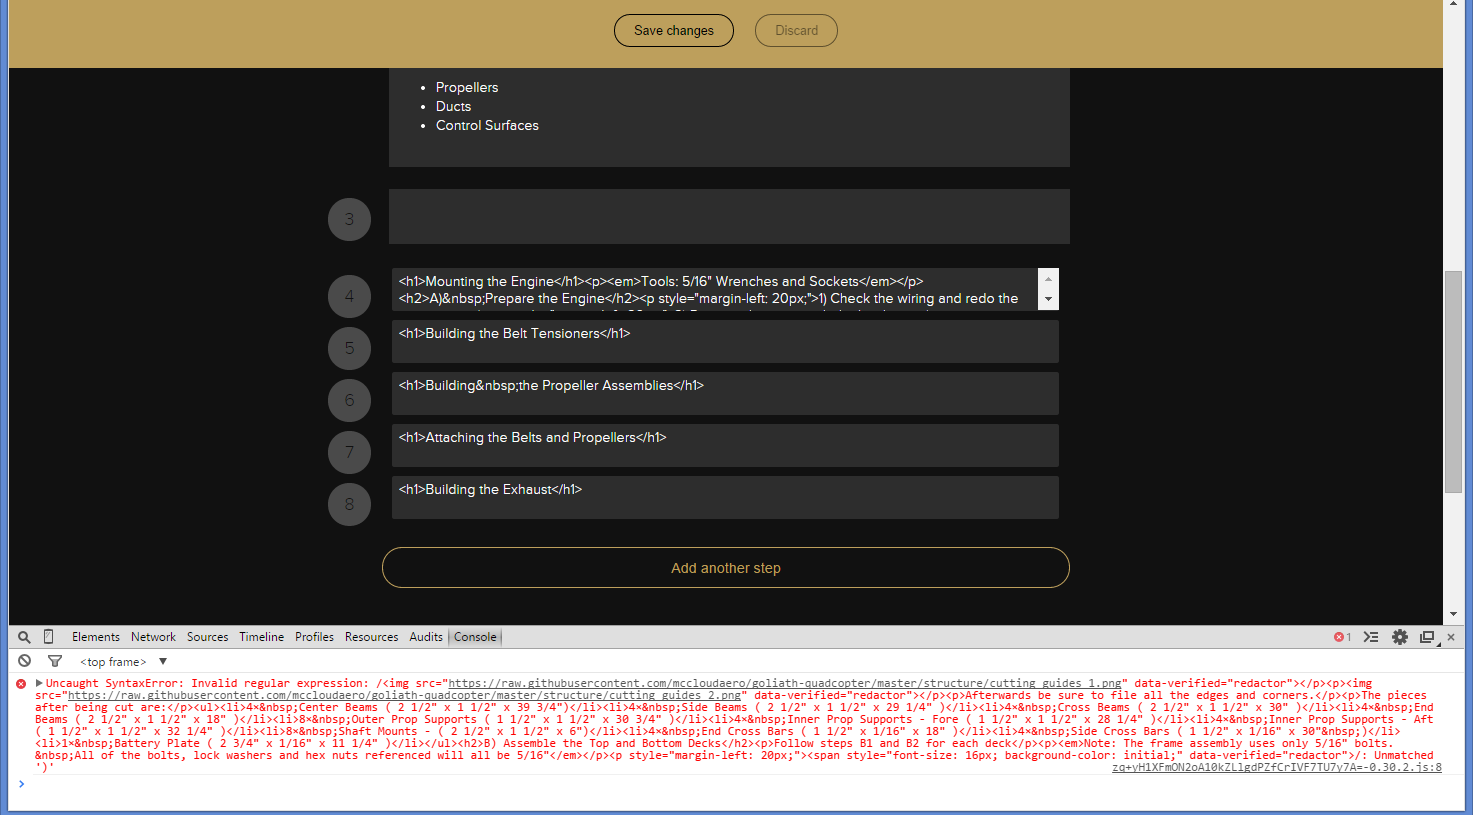 Save changes
Discard
Propellers
Ducts
Control Surfaces
3
4
<h1>Mounting the Engine</h1><p><em>Tools: 5/16" Wrenches and Sockets</em></p>
<h2>A)&nbsp;Prepare the Engine</h2><p style="margin-left: 20px;">1) Check the wiring and redo the
5
<h1>Building the Belt Tensioners</h1>
6
<h1>Building&nbsp;the Propeller Assemblies</h1>
7
<h1>Attaching the Belts and Propellers</h1>
8
<h1>Building the Exhaust</h1>
Add another step
Elements Network Sources Timeline Profiles Resources Audits Console
1
<top frame>
Uncaught SyntaxError: Invalid regular expression: /<img src="https://raw.githubusercontent.com/mccloudaero/goliath-quadcopter/master/structure/cutting_guides_1.png" data-verified="redactor"></p><p><img
src="https://raw.githubusercontent.com/mccloudaero/goliath-quadcopter/master/structure/cutting_guides_2.png" data-verified="redactor"></p><p>Afterwards be sure to file all the edges and corners.</p><p>The pieces
after being cut are:</p><ul><li>4×&nbsp;Center Beams ( 2 1/2" x 1 1/2" x 39 3/4")</li><li>4×&nbsp;Side Beams ( 2 1/2" x 1 1/2" x 29 1/4" )</li><li>4×&nbsp;Cross Beams ( 2 1/2" x 1 1/2" x 30" )</li><li>4×&nbsp;End
Beams ( 2 1/2" x 1 1/2" x 18" )</li><li>8×&nbsp;Outer Prop Supports ( 1 1/2" x 1 1/2" x 30 3/4" )</li><li>4×&nbsp;Inner Prop Supports - Fore ( 1 1/2" x 1 1/2" x 28 1/4" )</li><li>4×&nbsp;Inner Prop Supports - Aft
( 1 1/2" x 1 1/2" x 32 1/4" )</li><li>8×&nbsp;Shaft Mounts - ( 2 1/2" x 1 1/2" x 6")</li><li>4×&nbsp;End Cross Bars ( 1 1/2" x 1/16" x 18" )</li><li>4×&nbsp;Side Cross Bars ( 1 1/2" x 1/16" x 30"&nbsp;)</li>
<li>1×&nbsp;Battery Plate ( 2 3/4" x 1/16" x 11 1/4" )</li></ul><h2>B) Assemble the Top and Bottom Decks</h2><p>Follow steps B1 and B2 for each deck</p><p><em>Note: The frame assembly uses only 5/16" bolts.
&nbsp;All of the bolts, lock washers and hex nuts referenced will all be 5/16"</em></p><p style="margin-left: 20px;"><span style="font-size: 16px; background-color: initial;" data-verified="redactor">/: Unmatched
')'
zq+yH1XFmON2oA10kZLlgdPZfCrIVF7TU7y7A=-0.30.2.js:8